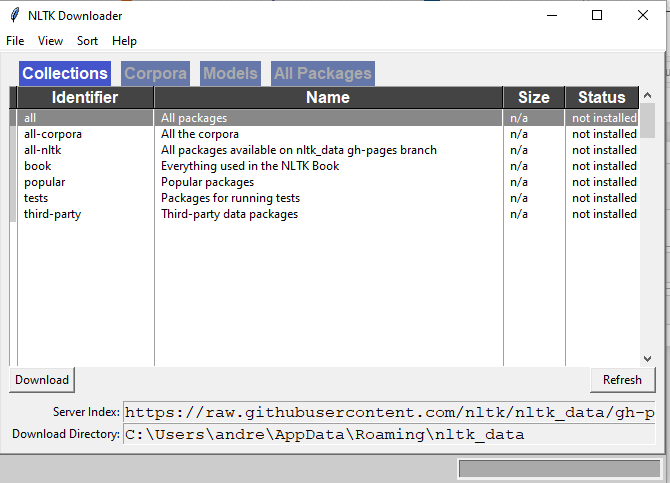 NLTK Downloader
File View Sort Help
Collections Corpora Models All Packages
Identifier Name Size Status
all All packages n/a not installed
all-corpora All the corpora n/a not installed
all-nltk All packages available on nltk_data gh-pages branch n/a not installed
book Everything used in the NLTK Book n/a not installed
popular Popular packages n/a not installed
tests Packages for running tests n/a not installed
third-party Third-party data packages n/a not installed
Download Refresh
Server Index: https://raw.githubusercontent.com/nltk/nltk_data/gh-p
Download Directory: C:\Users\andre\AppData\Roaming\nltk_data